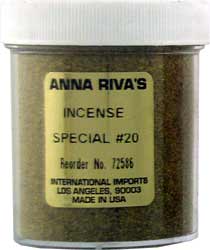 ANNA RIVA'S
INCENSE
SPECIAL #20
Reorder No. 72586
INTERNATIONAL IMPORTS
LOS ANGELES, 90003
MADE IN USA